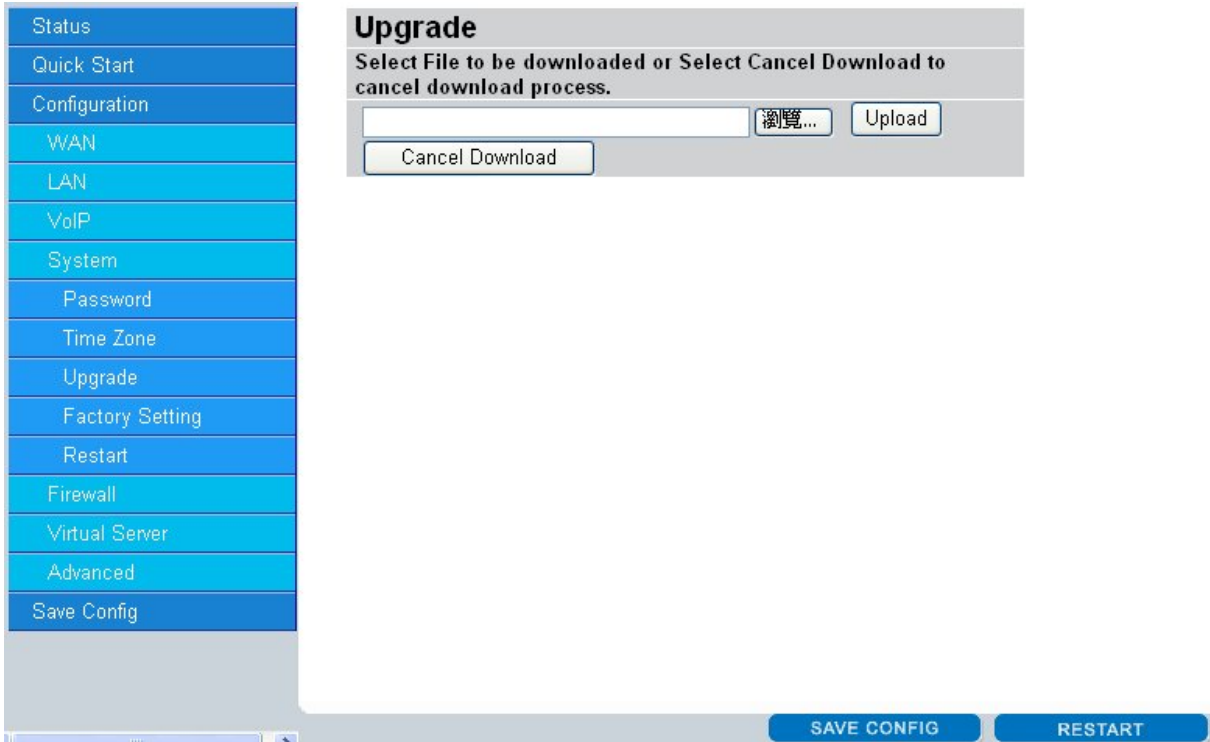 Status
Quick Start
Configuration
WAN
LAN
VoIP
System
Password
Time Zone
Upgrade
Factory Setting
Restart
Firewall
Virtual Server
Advanced
Save Config
Upgrade
Select File to be downloaded or Select Cancel Download to
cancel download process.
瀏覽... Upload
Cancel Download
SAVE CONFIG RESTART